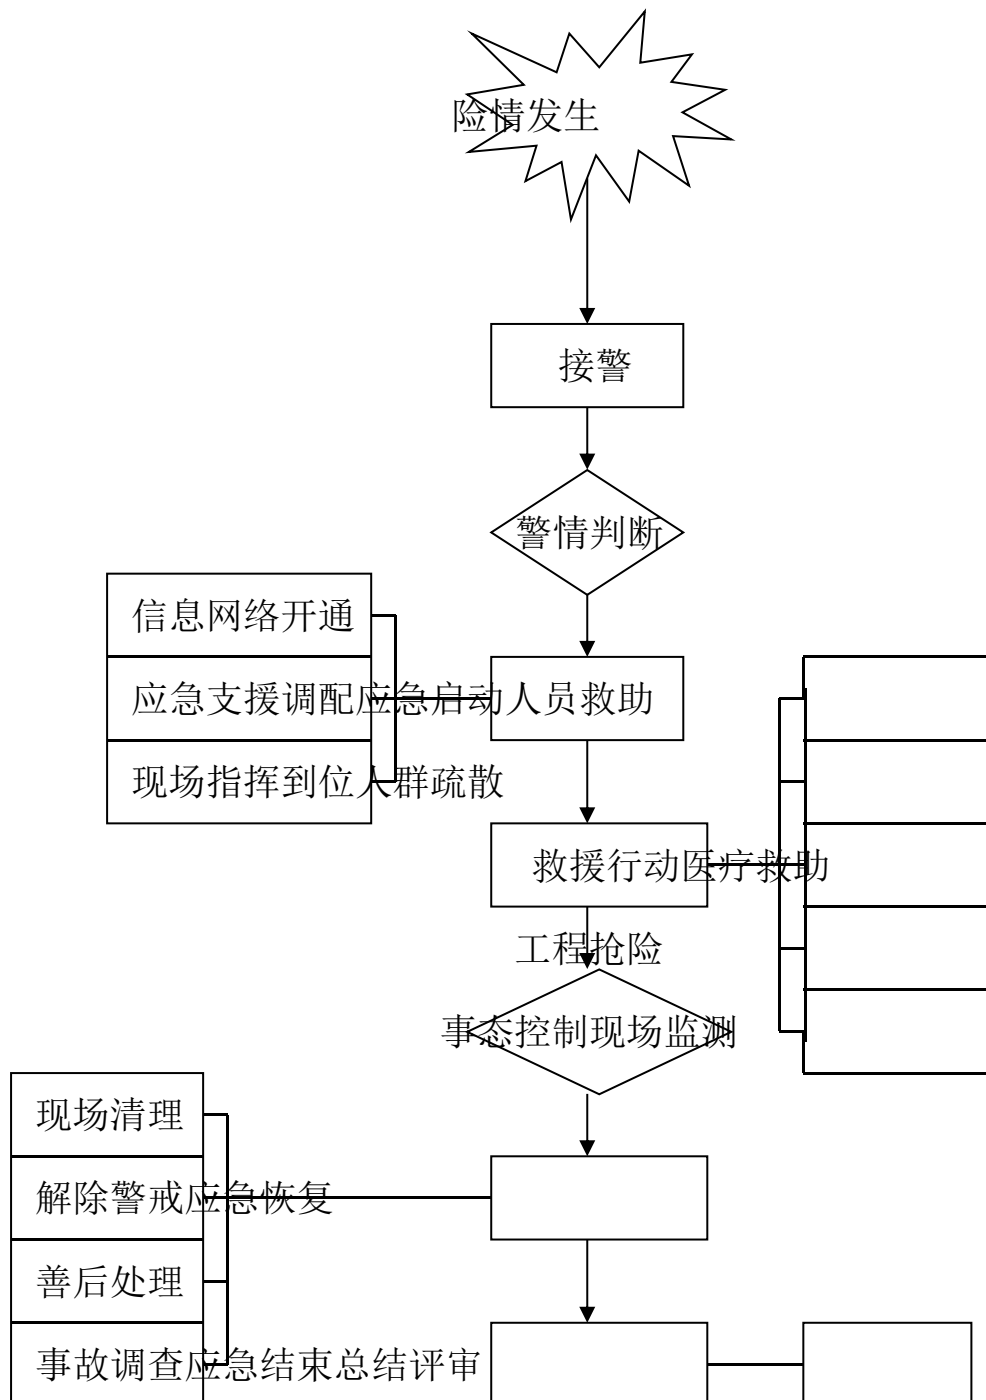 险情发生
接警
警情判断
信息网络开通
应急支援调配应急启动人员救助
现场指挥到位人群疏散
救援行动医疗救助
工程抢险
事态控制现场监测
现场清理
解除警戒应急恢复
善后处理
事故调查应急结束总结评审